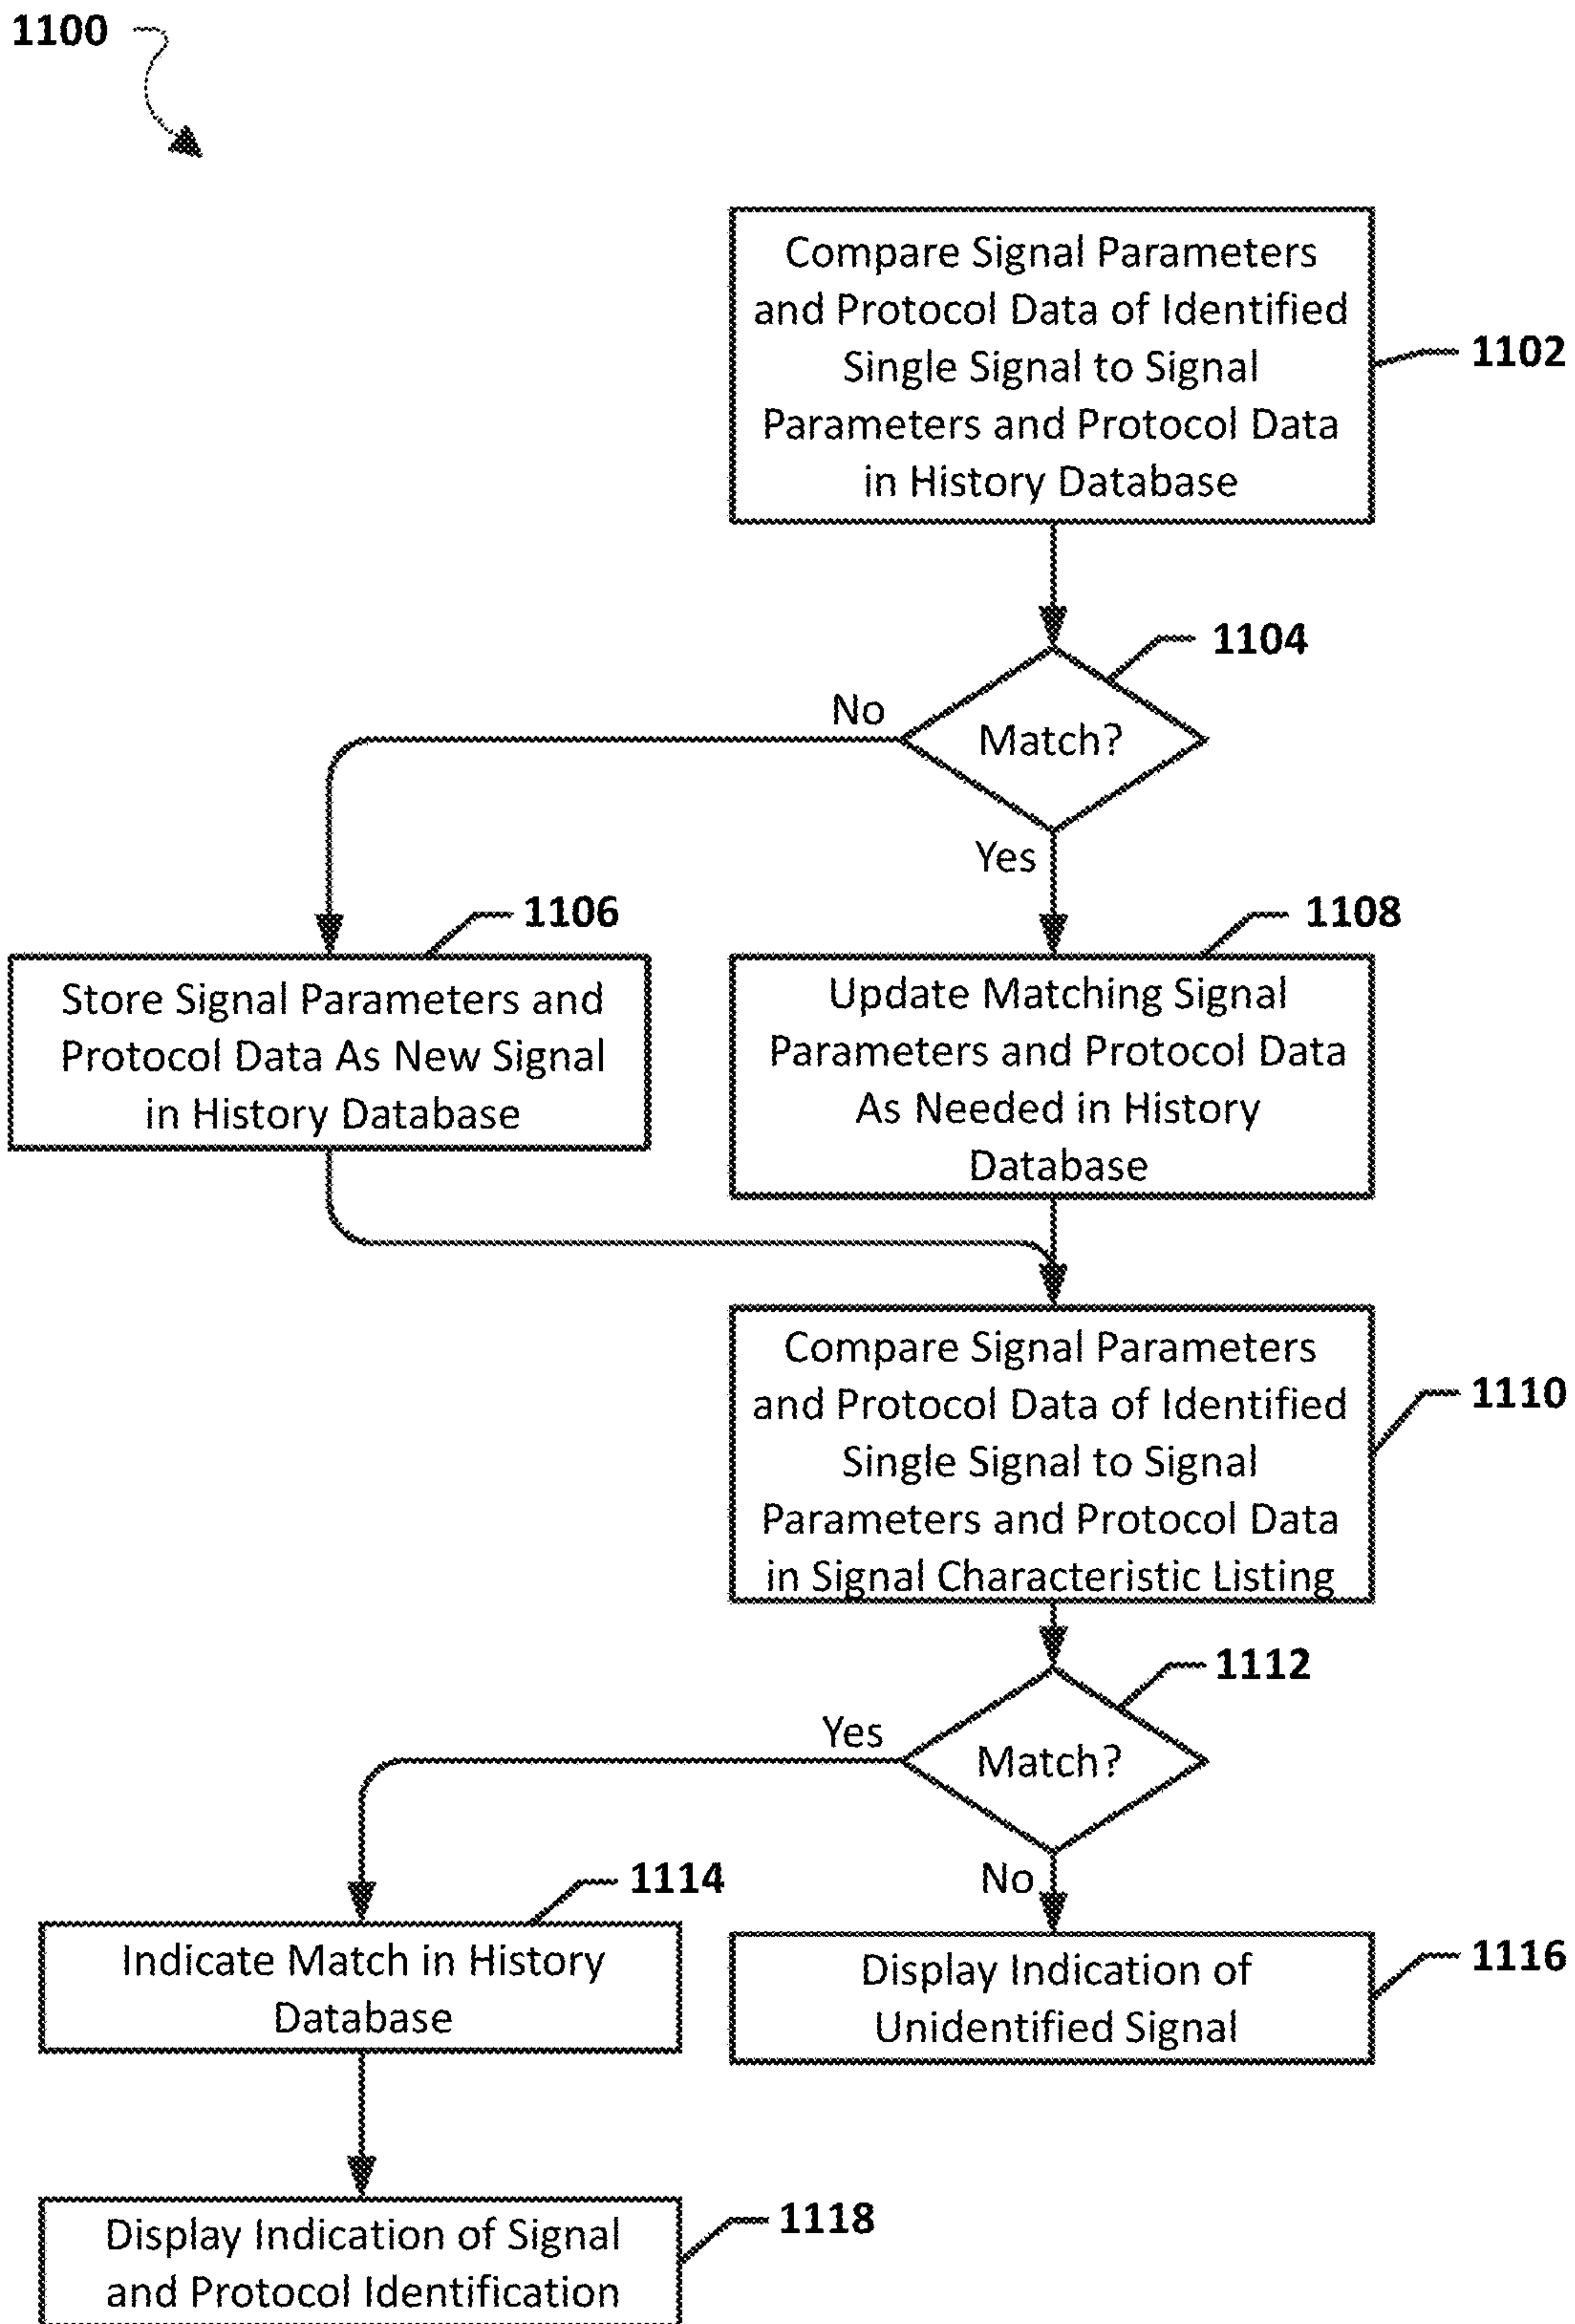 1100
Compare Signal Parameters
and Protocol Data of Identified
Single Signal to Signal
Parameters and Protocol Data
in History Database
1102
1104
Match?
No
Yes
1106
Store Signal Parameters and
Protocol Data As New Signal
in History Database
1108
Update Matching Signal
Parameters and Protocol Data
As Needed in History
Database
Compare Signal Parameters
and Protocol Data of Identified
Single Signal to Signal
Parameters and Protocol Data
in Signal Characteristic Listing
1110
1112
Match?
Yes
No
1114
Indicate Match in History
Database
Display Indication of
Unidentified Signal
1116
Display Indication of Signal
and Protocol Identification
1118